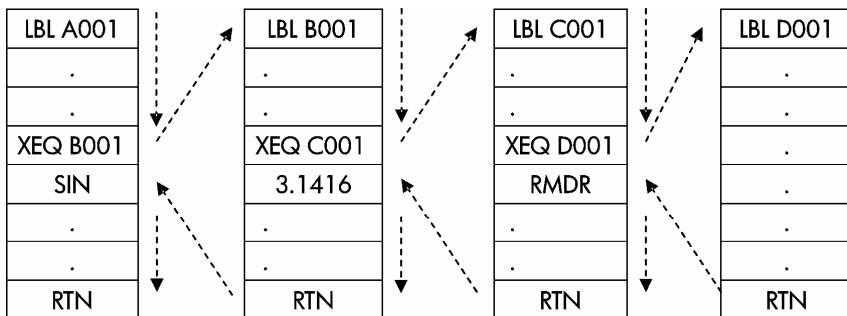 LBL A001 LBL B001 LBL C001 LBL D001
. . . .
. . . .
XEQ B001 XEQ C001 XEQ D001 .
SIN 3.1416 RMDR .
. . . .
. . . .
RTN RTN RTN RTN